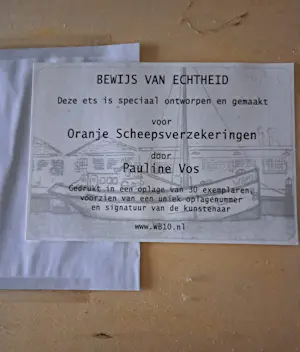 BEWIJS VAN ECHTHEID
Deze ets is speciaal ontworpen en gemaakt
voor
Oranje Scheepsverzekeringen
door
Pauline Vos
Gedrukt in een oplage van 30 exemplaren,
voorzien van een uniek oplagenummer
en signatuur van de kunstenaar
www.WB10.nl